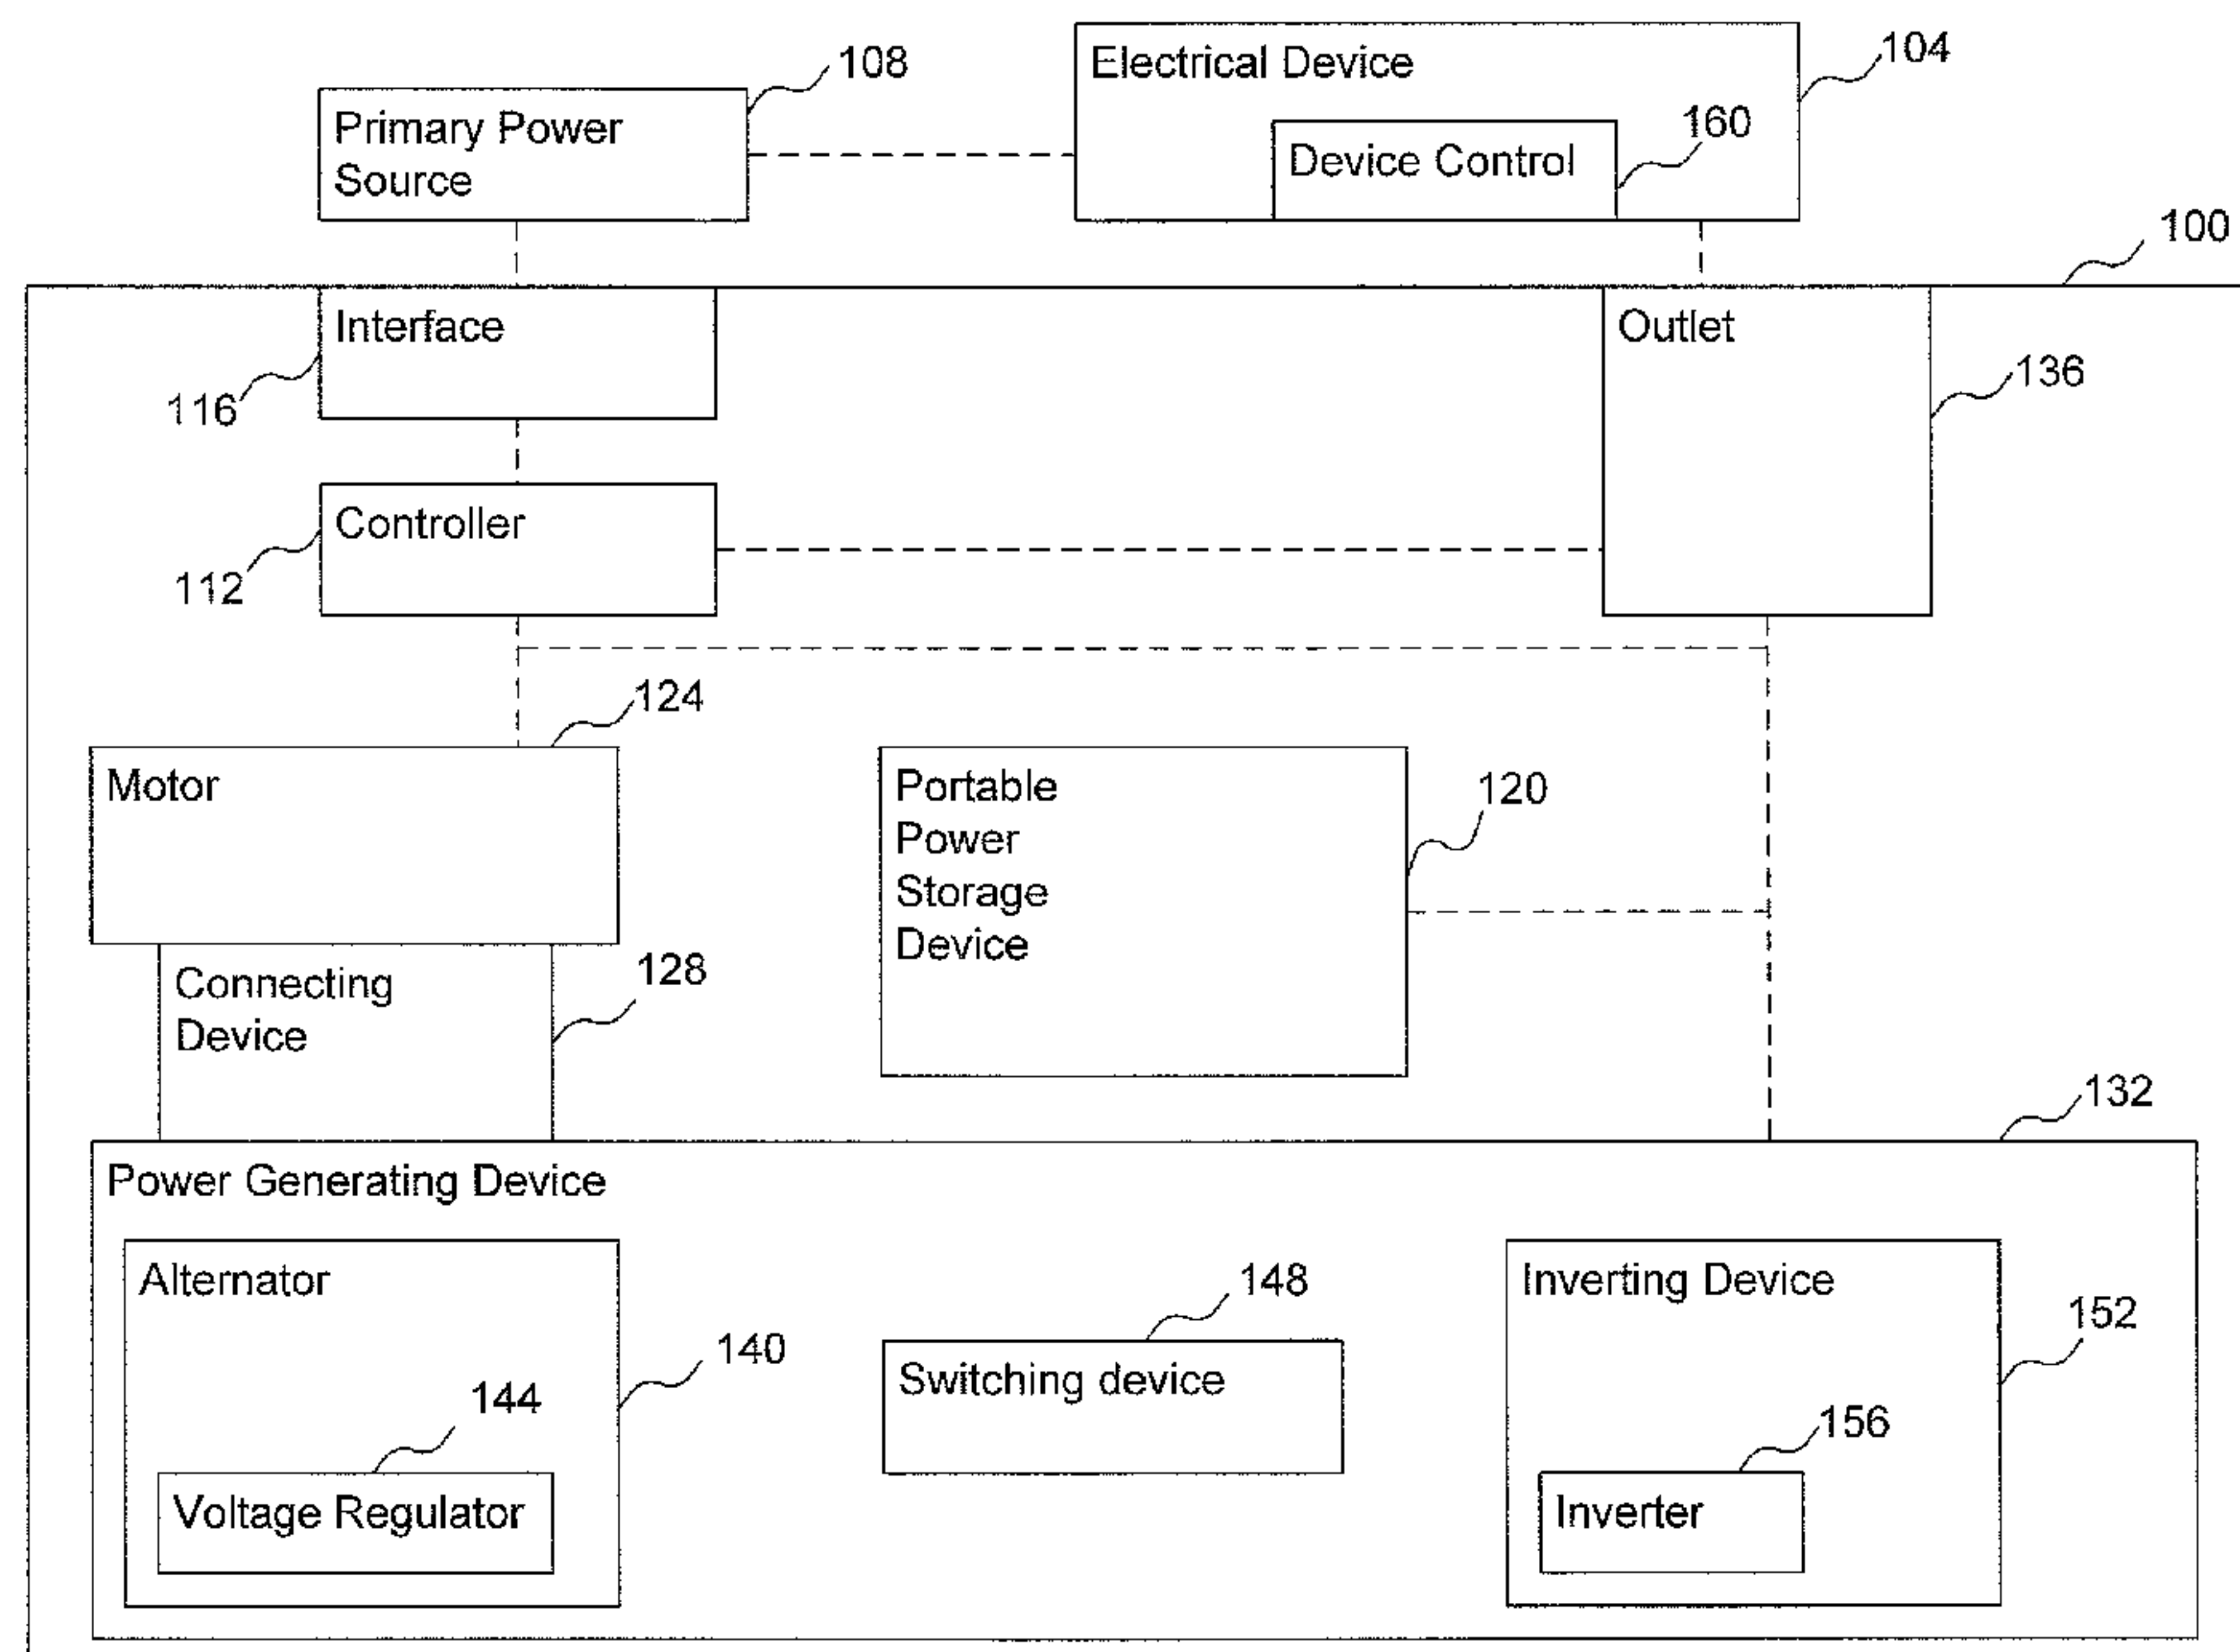 108
Electrical Device
104
Primary Power
Source
Device Control
160
100
Interface
Outlet
116
136
Controller
112
124
Motor
Portable
Power
Storage
Device
120
Connecting
Device
128
132
Power Generating Device
Alternator
148
Inverting Device
152
140
Switching device
144
156
Voltage Regulator
Inverter